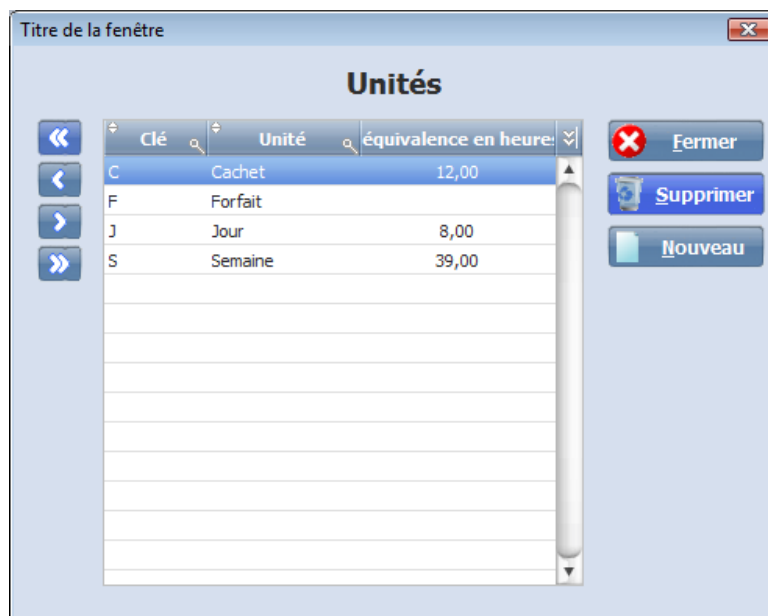 Titre de la fenêtre
Unités
Clé Unité équivalence en heure
C Cachet 12,00
F Forfait
J Jour 8,00
S Semaine 39,00
Fermer
Supprimer
Nouveau